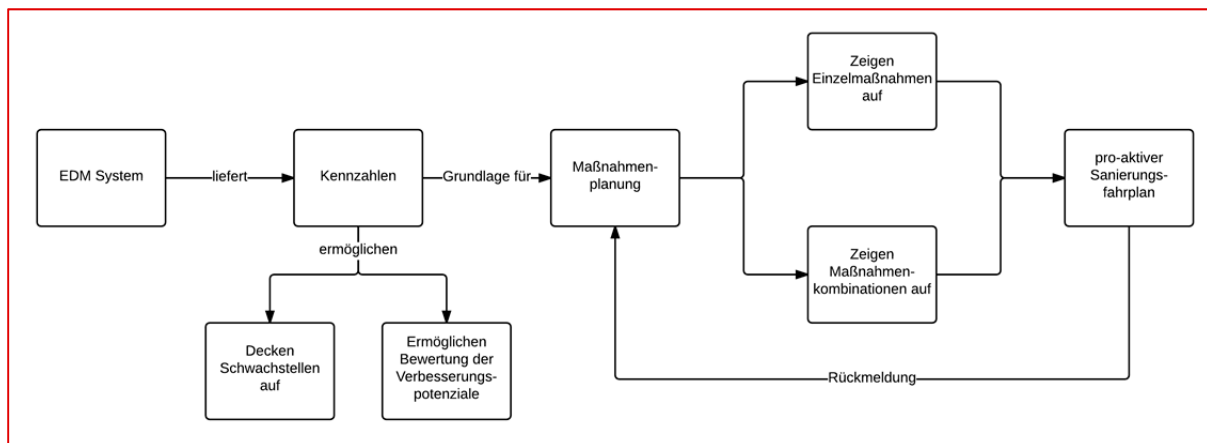 EDM System
liefert
Kennzahlen
Grundlage für
Maßnahmen-
planung
Zeigen
Einzelmaßnahmen
auf
Zeigen
Maßnahmen-
kombinationen auf
pro-aktiver
Sanierungs-
fahrplan
ermöglichen
Decken
Schwachstellen
auf
Ermöglichen
Bewertung der
Verbesserungs-
potenziale
Rückmeldung